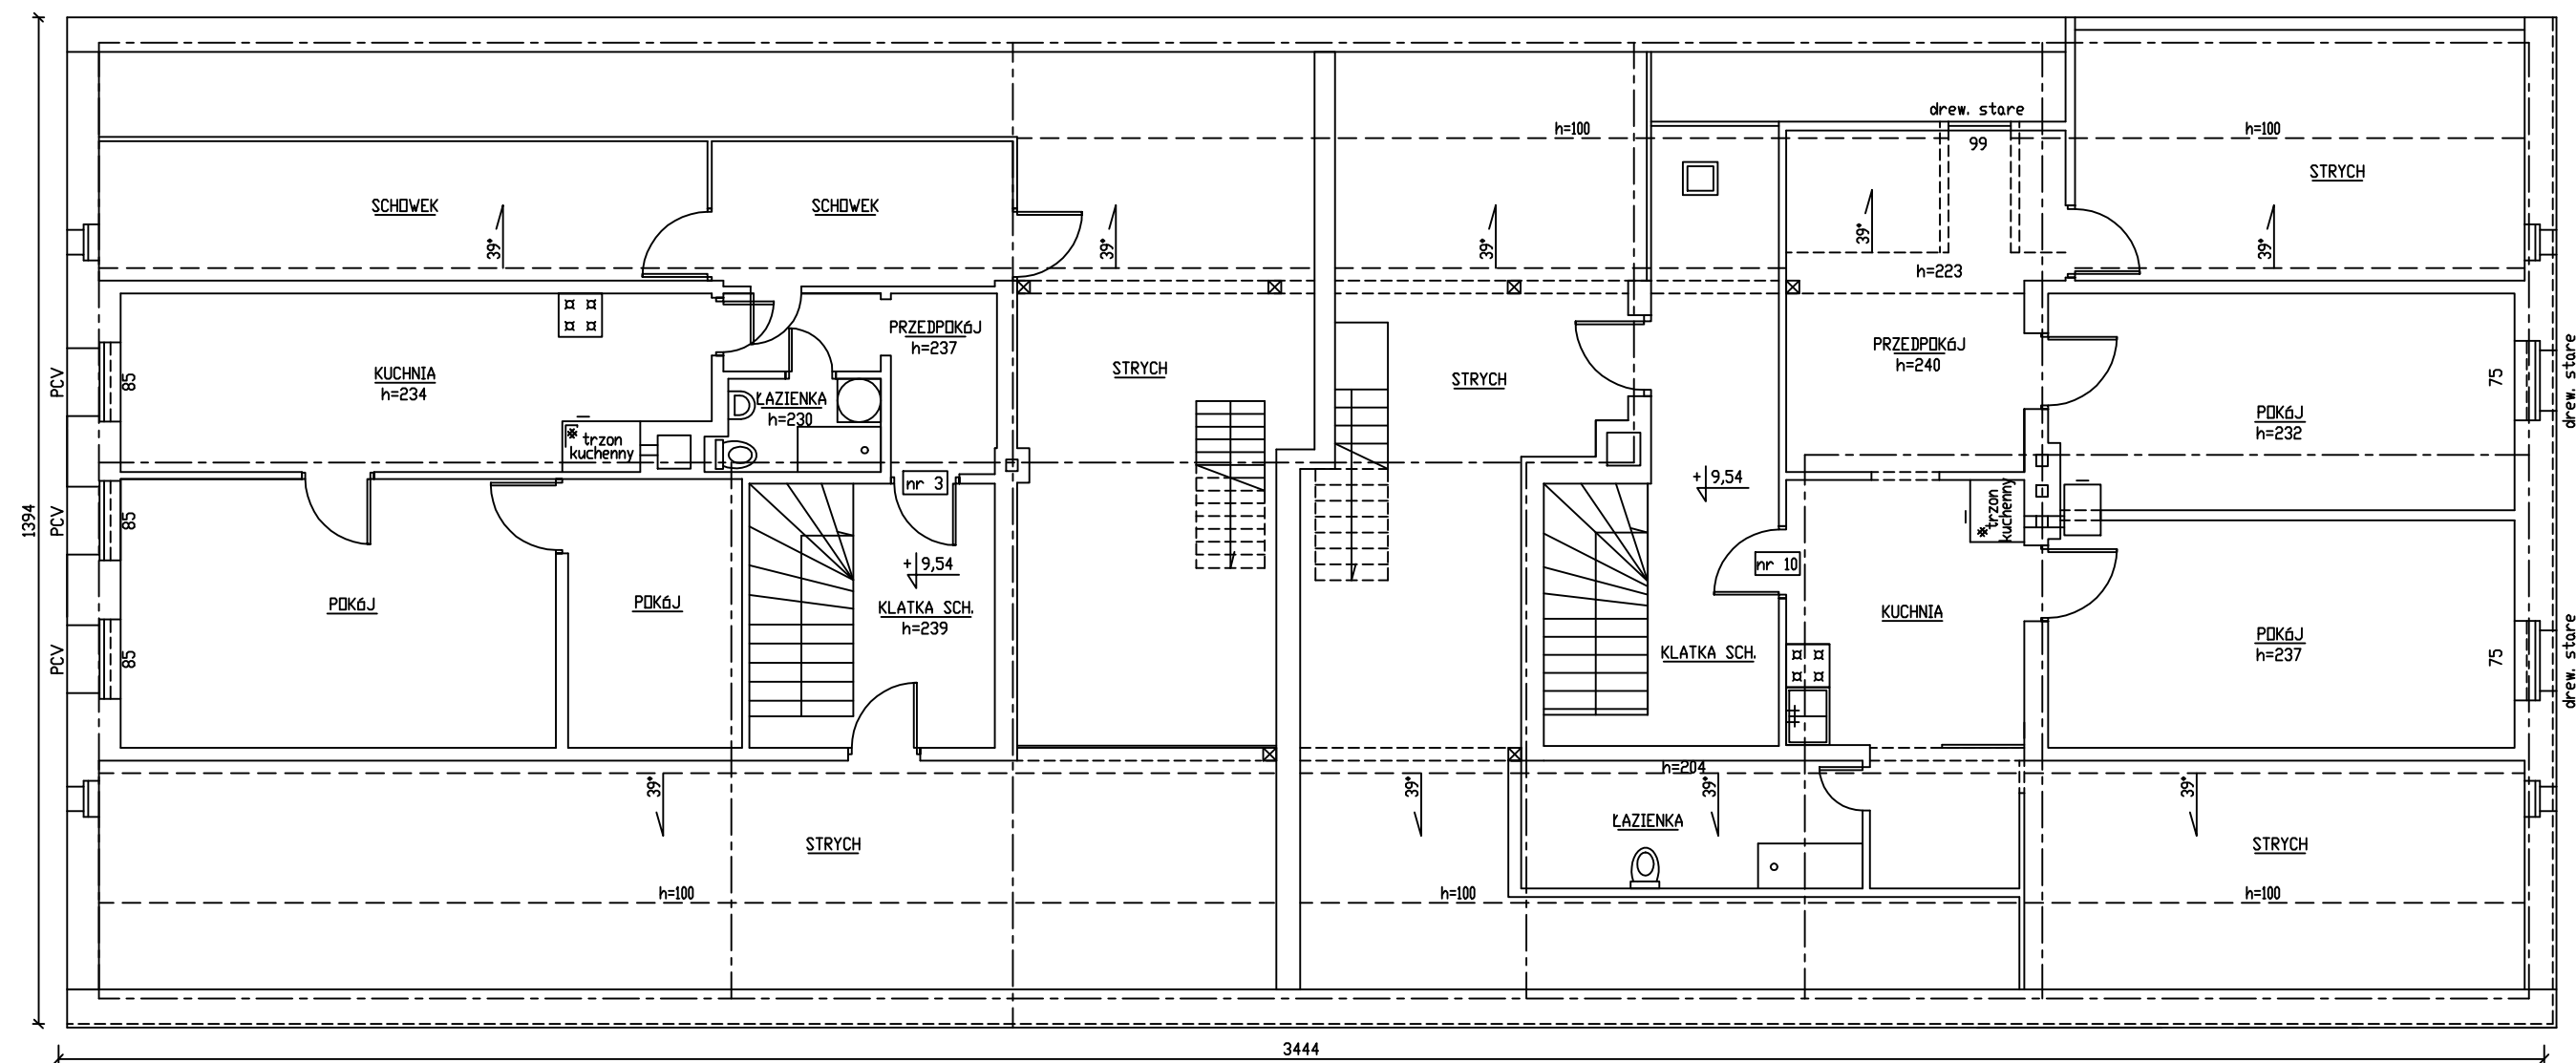 drew. stare
99
h=100
h=100
STRYCH
SCHOWEK
SCHOWEK
39°
39°
39°
39°
39°
h=223
PRZEDPOKÓJ
h=237
PRZEDPOKÓJ
h=240
STRYCH
STRYCH
KUCHNIA
h=234
PCV
85
ŁAZIENKA
h=230
POKÓJ
h=232
75
drew. stare
trzon
kuchenny
nr 3
+ 9,54
trzon
kuchenny
1394
PCV
85
+ 9,54
nr 10
POKÓJ
POKÓJ
KLATKA SCH.
h=239
KUCHNIA
KLATKA SCH.
POKÓJ
h=237
75
drew. stare
PCV
85
h=204
39°
39°
39°
39°
STRYCH
ŁAZIENKA
STRYCH
h=100
h=100
h=100
3444